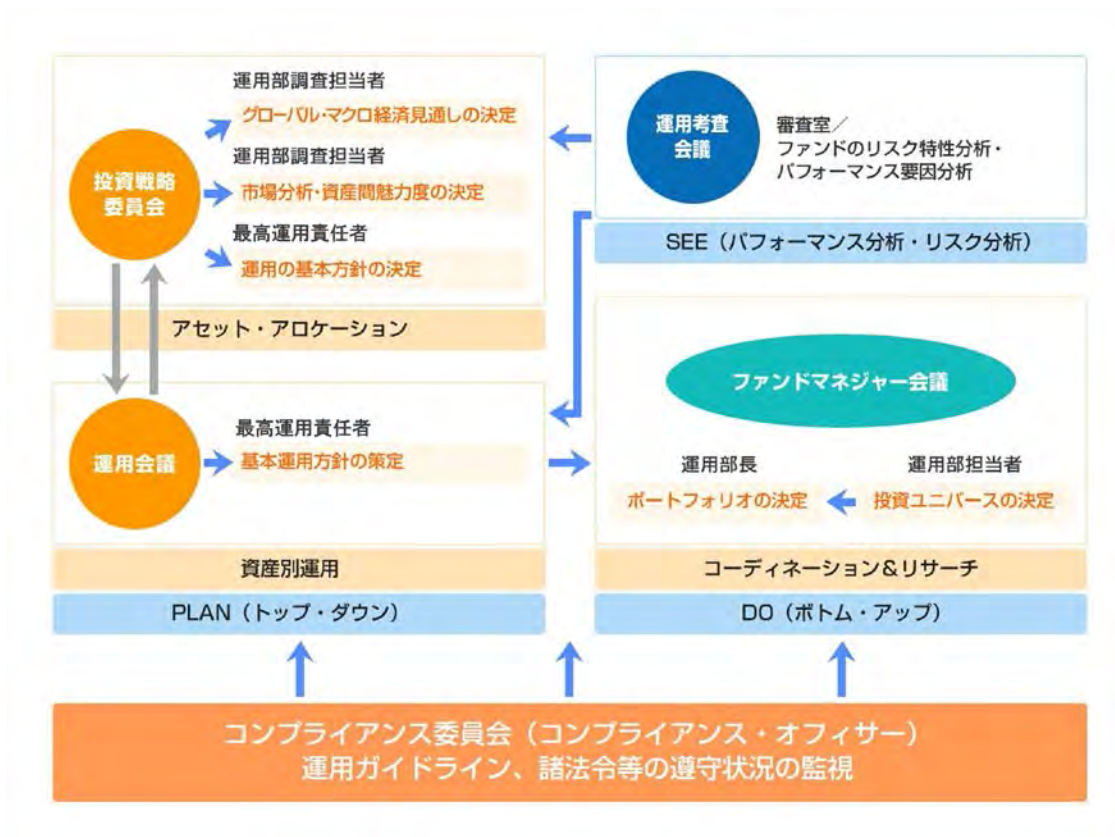 投資戦略
委員会
運用部調査担当者
グローバル・マクロ経済見通しの決定
運用部調査担当者
市場分析・資産間魅力度の決定
最高運用責任者
運用の基本方針の決定
アセット・アロケーション
運用会議
最高運用責任者
基本運用方針の策定
資産別運用
PLAN（トップ・ダウン）
運用考査
会議
審査室／
ファンドのリスク特性分析・
パフォーマンス要因分析
SEE（パフォーマンス分析・リスク分析）
ファンドマネジャー会議
運用部長
ポートフォリオの決定
運用部担当者
投資ユニバースの決定
コーディネーション＆リサーチ
DO（ボトム・アップ）
コンプライアンス委員会（コンプライアンス・オフィサー）
運用ガイドライン、諸法令等の遵守状況の監視